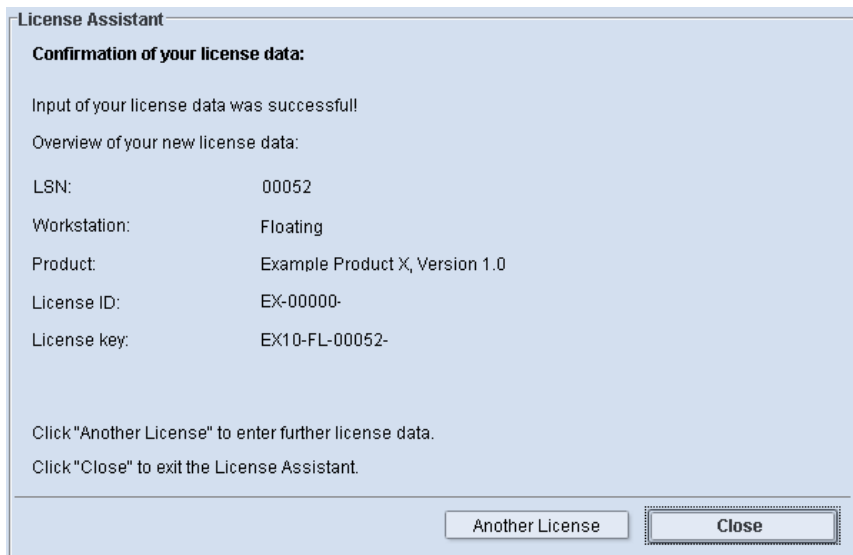 License Assistant
Confirmation of your license data:
Input of your license data was successful!
Overview of your new license data:
LSN: 00052
Workstation: Floating
Product: Example Product X, Version 1.0
License ID: EX-00000-
License key: EX10-FL-00052-
Click "Another License" to enter further license data.
Click "Close" to exit the License Assistant.
Another License Close